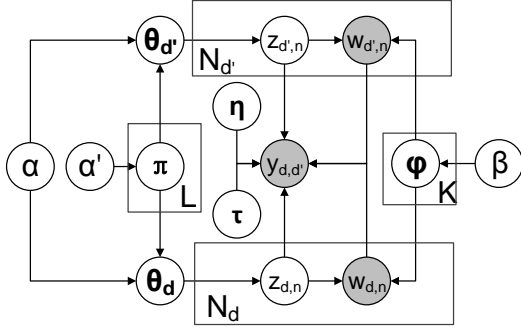 θd' zd',n wd',n
Nd'
η
α α' π yd,d' φ β
L K
τ
θd zd,n wd,n
Nd